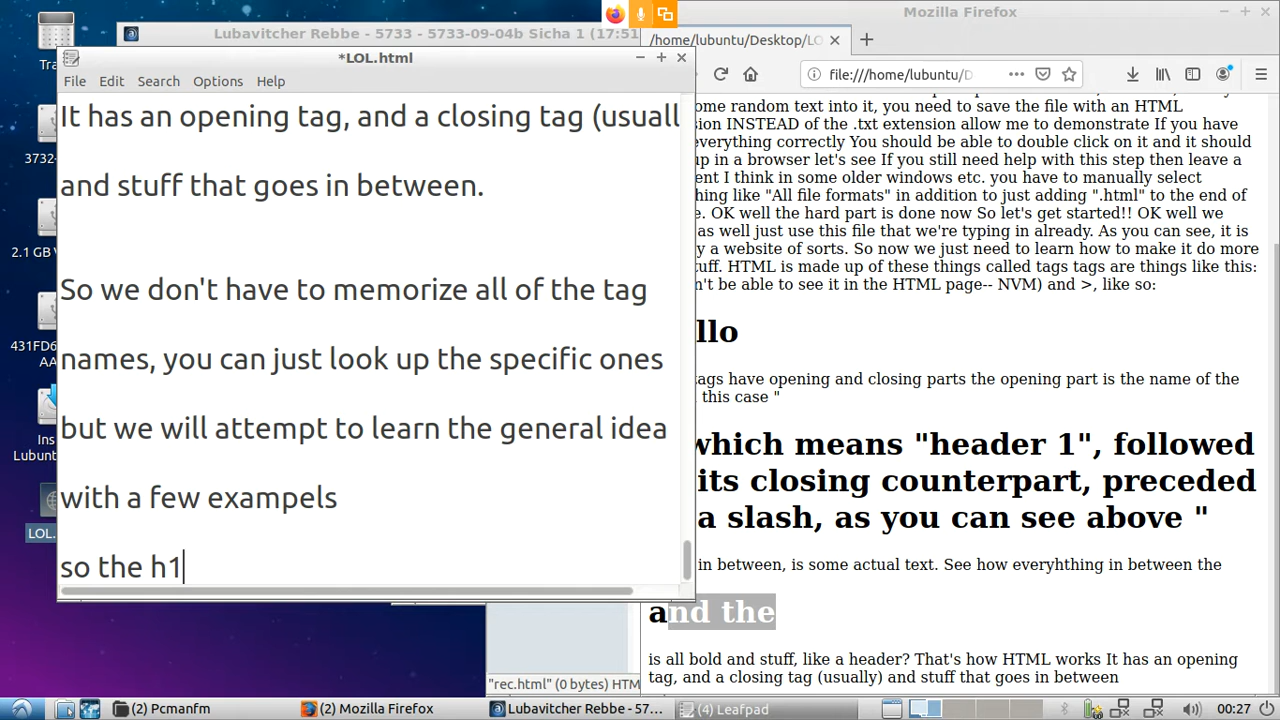 Lubavitcher Rebbe - 5733 - 5733-09-04b Sicha 1 (17:51
Mozilla Firefox
*LOL.html
File Edit Search Options Help
It has an opening tag, and a closing tag (usuall
and stuff that goes in between.
So we don't have to memorize all of the tag
names, you can just look up the specific ones
but we will attempt to learn the general idea
with a few exampels
so the h1
/home/lubuntu/Desktop/LO
file:///home/lubuntu/D
ome random text into it, you need to save the file with an HTML
sion INSTEAD of the .txt extension allow me to demonstrate If you have
everything correctly You should be able to double click on it and it should
up in a browser let's see If you still need help with this step then leave a
ent I think in some older windows etc. you have to manually select
hing like "All file formats" in addition to just adding ".html" to the end of
e. OK well the hard part is done now So let's get started!! OK well we
as well just use this file that we're typing in already. As you can see, it is
y a website of sorts. So now we just need to learn how to make it do more
tuff. HTML is made up of these things called tags tags are things like this:
n't be able to see it in the HTML page-- NVM) and >, like so:
llo
tags have opening and closing parts the opening part is the name of the
this case "
which means "header 1", followed
its closing counterpart, preceded
a slash, as you can see above "
in between, is some actual text. See how everyhthing in between the
and the
is all bold and stuff, like a header? That's how HTML works It has an opening
tag, and a closing tag (usually) and stuff that goes in between
Tra
3732-
2.1 GB
431FD6
AA
Ins
Lubunt
LOL.
"rec.html" (0 bytes) HTM
(2) Pcmanfm
(2) Mozilla Firefox
Lubavitcher Rebbe - 5733 -...
(4) Leafpad
00:27